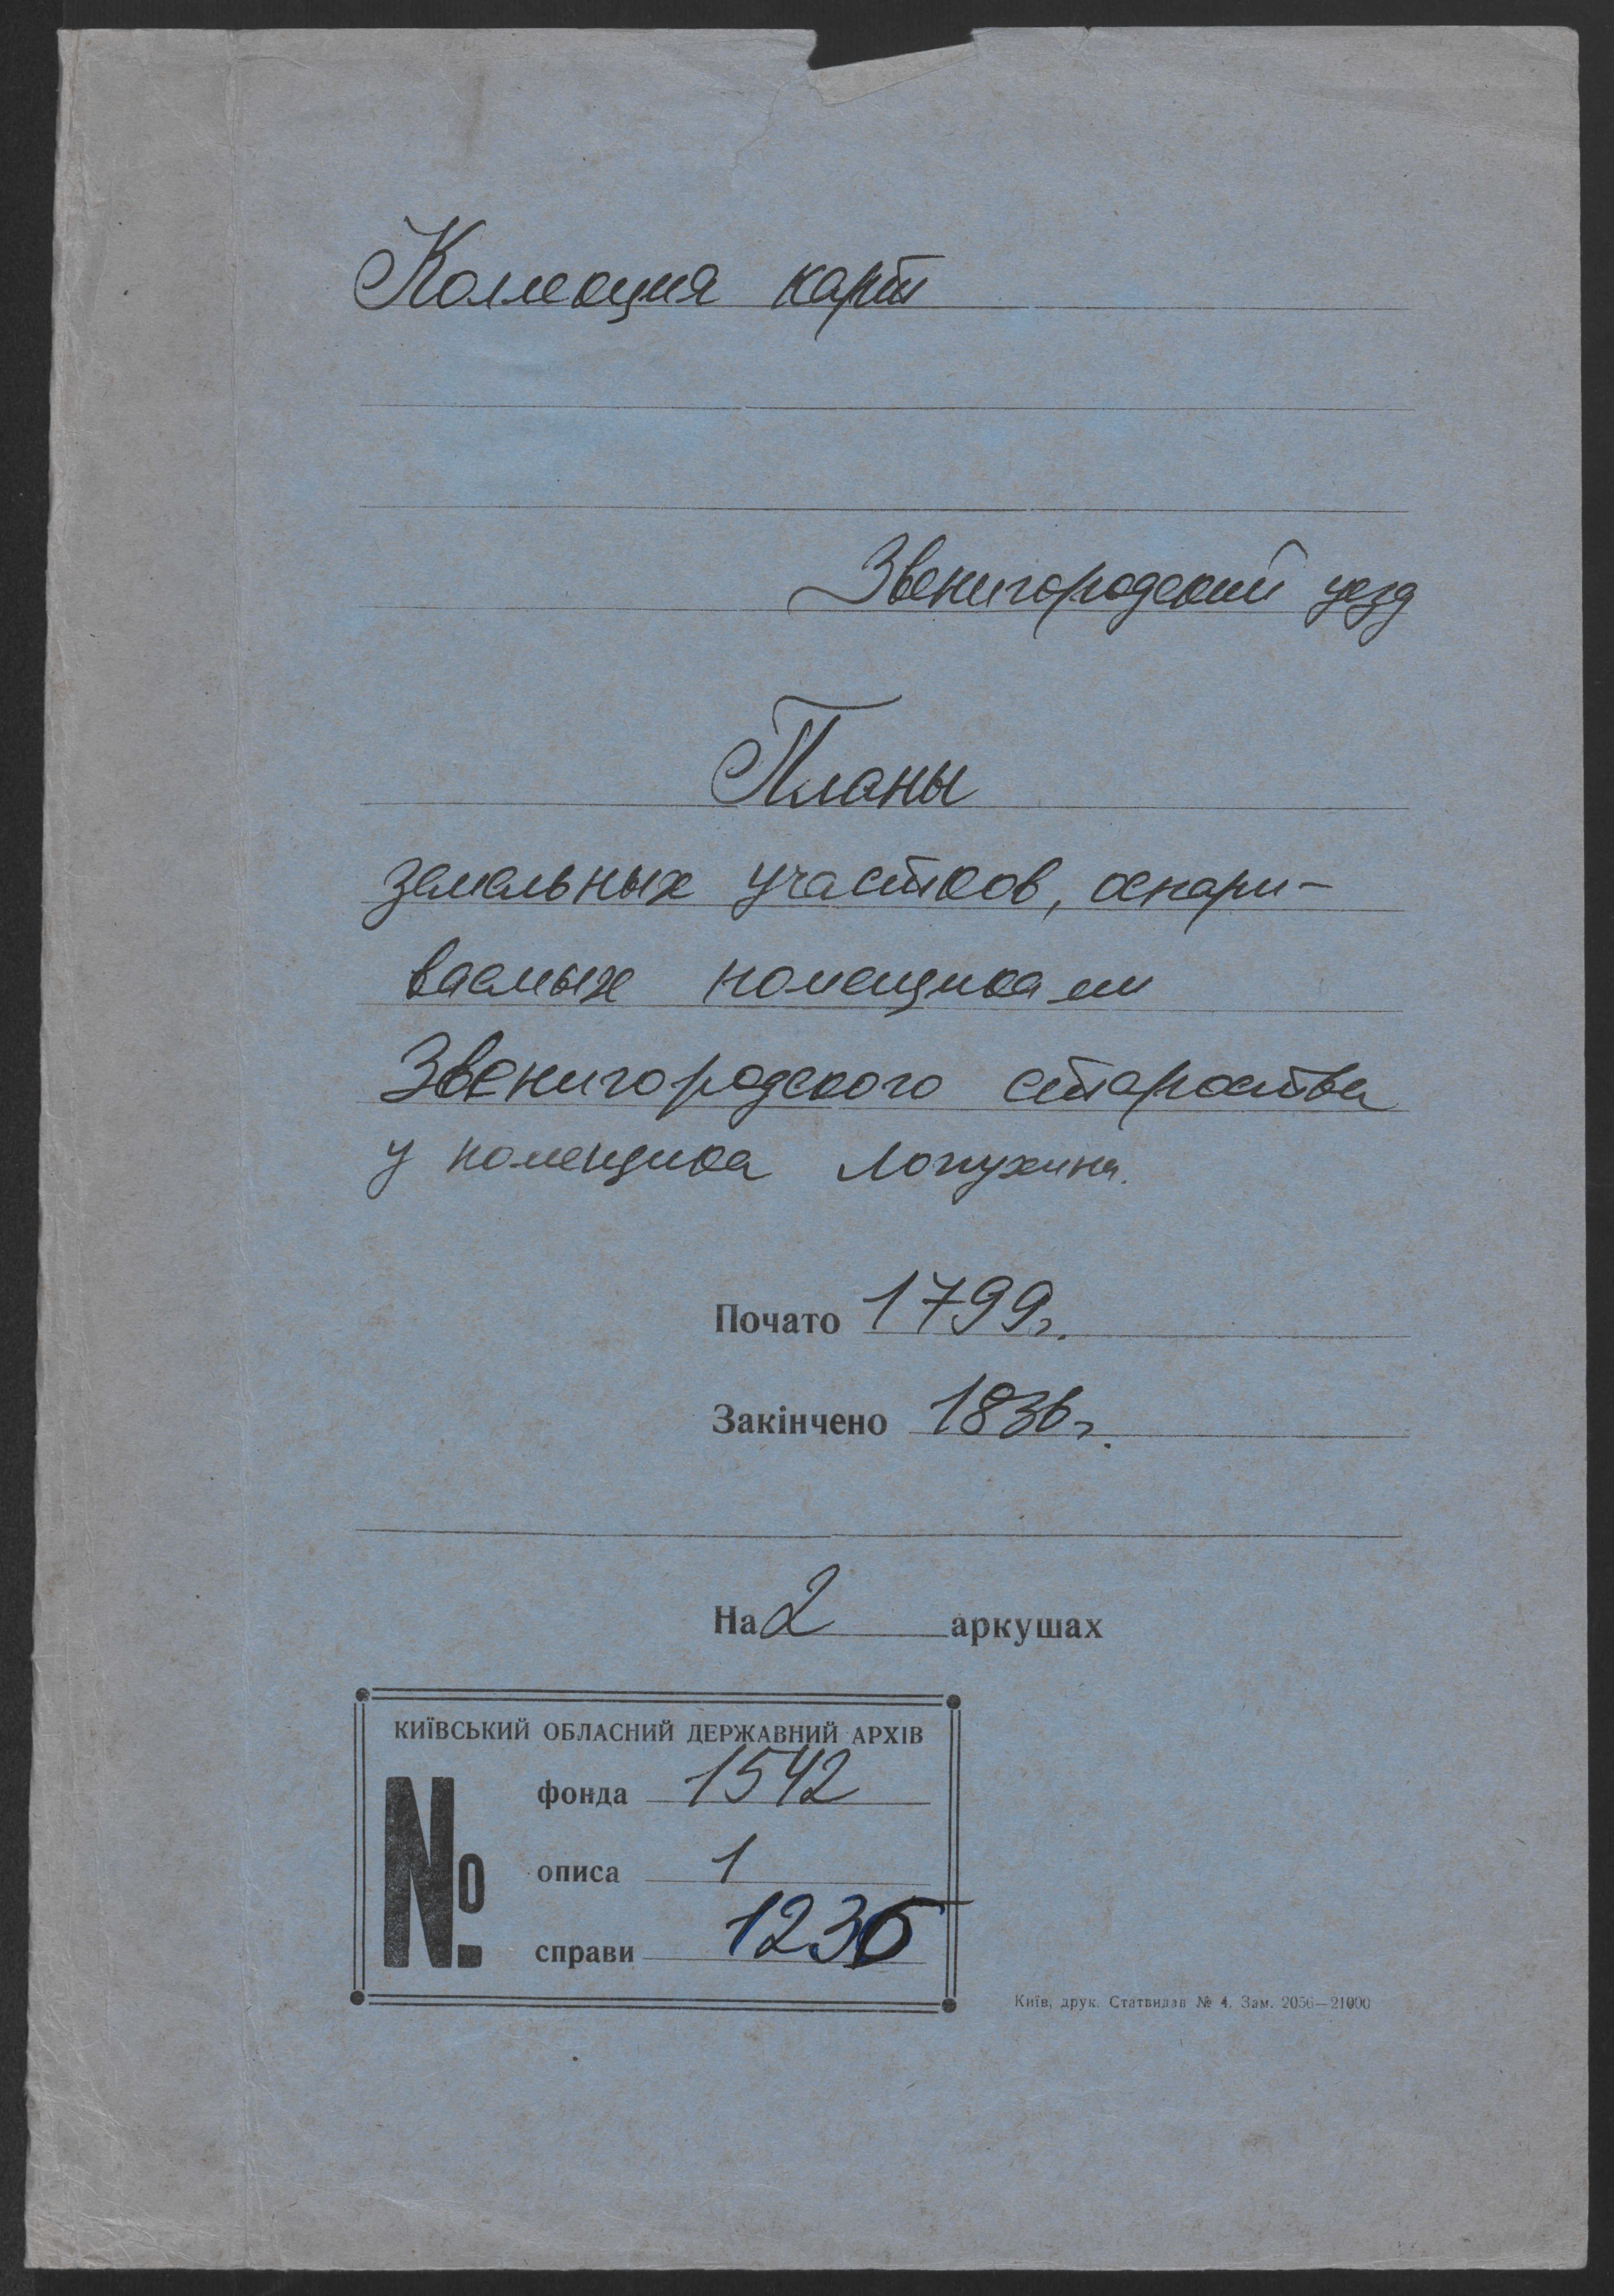 Коллекция карт
Звенигородский уезд
Планы
земельных участков, оспари-
ваемых помещиками
Звенигородского староства
у помещика Лопухина.
Почато 1799 г.
Закінчено 1836 г.
На 2 аркушах
КИЇВСЬКИЙ ОБЛАСНИЙ ДЕРЖАВНИЙ АРХІВ
№
фонда 1542
описа 1
справи
Київ, друк. Статвидав № 4. Зам. 2056—21000